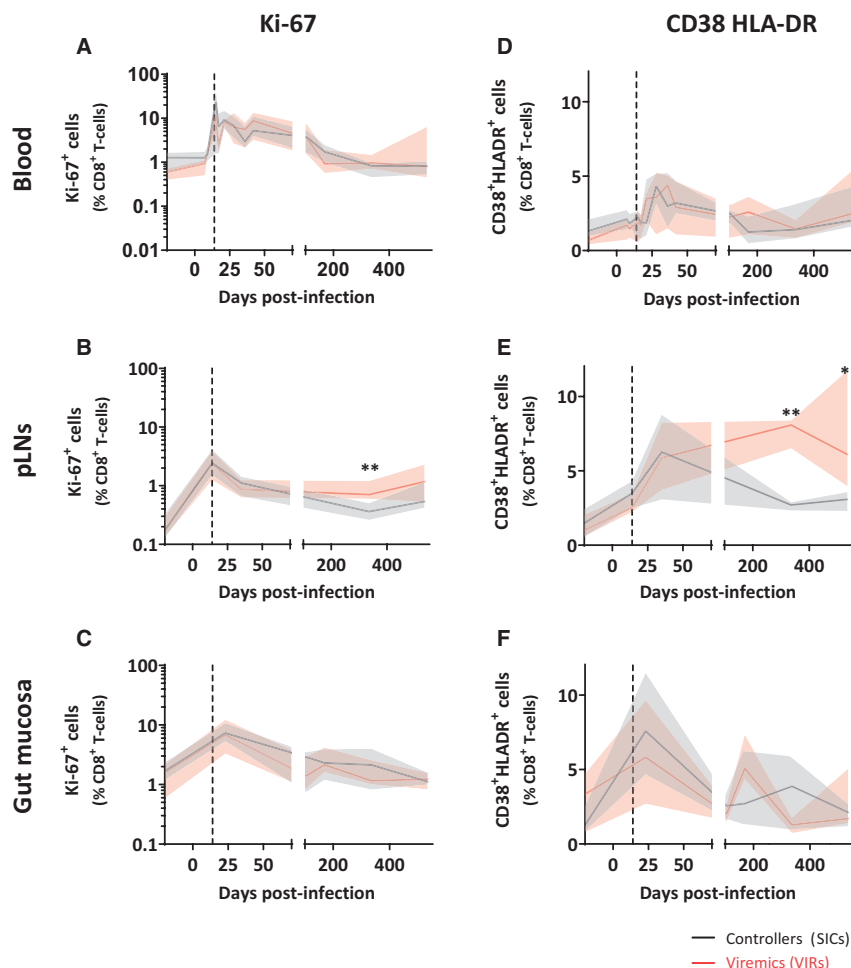 Ki-67
CD38 HLA-DR
Blood
A
Ki-67+ cells
(% CD8+ T-cells)
100
10
1
0.1
0.01
0 25 50 200 400
Days post-infection
D
CD38+HLADR+ cells
(% CD8+ T-cells)
10
5
0
0 25 50 200 400
Days post-infection
pLNs
B
Ki-67+ cells
(% CD8+ T-cells)
100
10
1
0.1
**
0 25 50 200 400
Days post-infection
E
CD38+HLADR+ cells
(% CD8+ T-cells)
10
5
0
**
*
0 25 50 200 400
Days post-infection
Gut mucosa
C
Ki-67+ cells
(% CD8+ T-cells)
100
10
1
0.1
0 25 50 200 400
Days post-infection
F
CD38+HLADR+ cells
(% CD8+ T-cells)
10
5
0
0 25 50 200 400
Days post-infection
Controllers (SICs)
Viremics (VIRs)